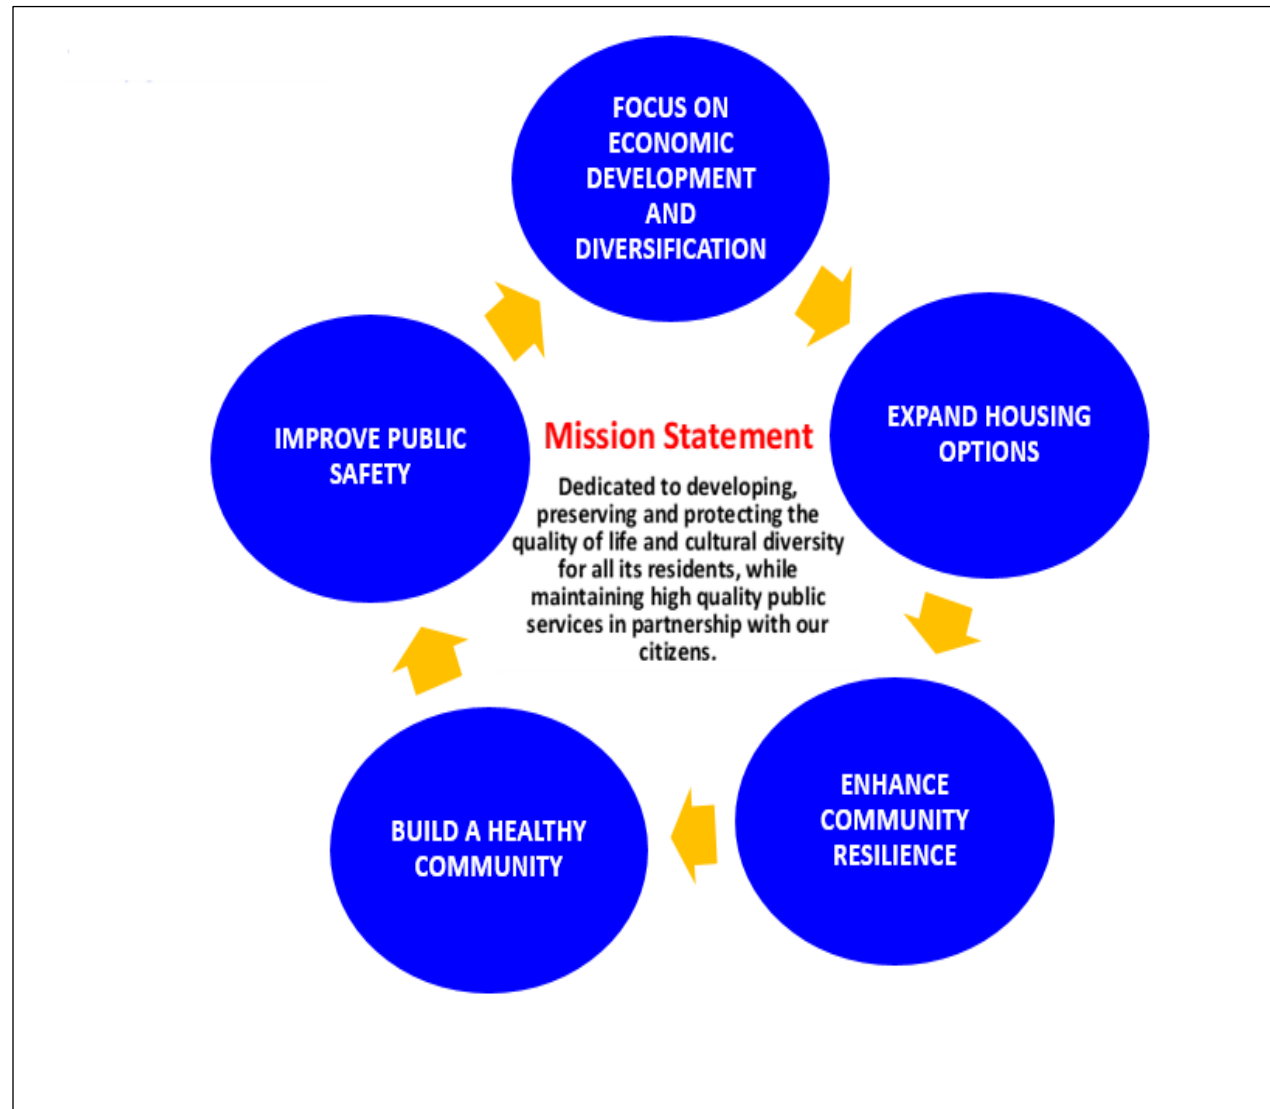 FOCUS ON
ECONOMIC
DEVELOPMENT
AND
DIVERSIFICATION
EXPAND HOUSING
OPTIONS
ENHANCE
COMMUNITY
RESILIENCE
BUILD A HEALTHY
COMMUNITY
IMPROVE PUBLIC
SAFETY
Mission Statement
Dedicated to developing,
preserving and protecting the
quality of life and cultural diversity
for all its residents, while
maintaining high quality public
services in partnership with our
citizens.